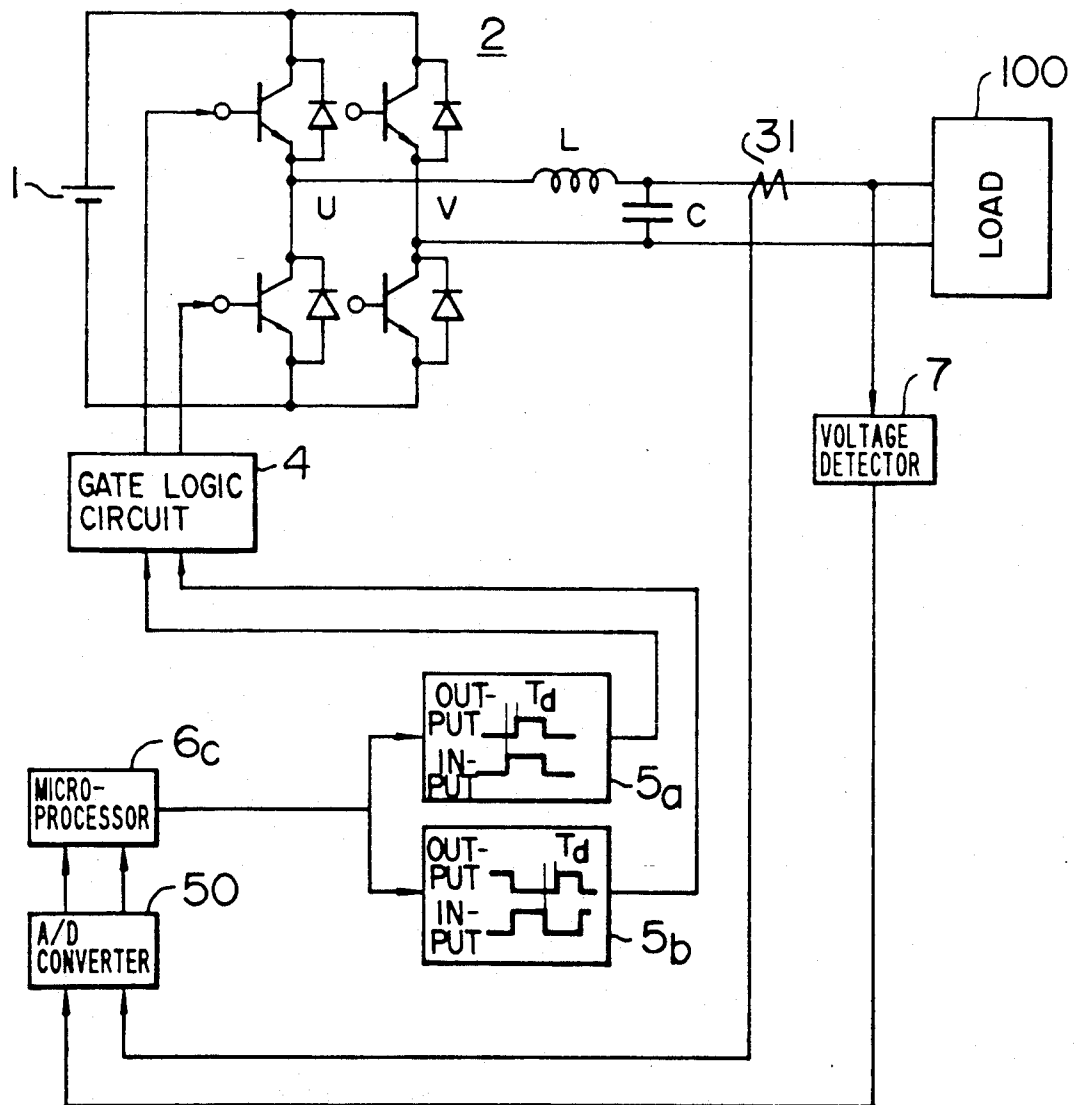 2
100
1
L
31
U
V
C
LOAD
7
VOLTAGE
DETECTOR
4
GATE LOGIC
CIRCUIT
OUT-
PUT
Td
IN-
PUT
5a
6c
MICRO-
PROCESSOR
OUT-
PUT
Td
IN-
PUT
5b
50
A/D
CONVERTER